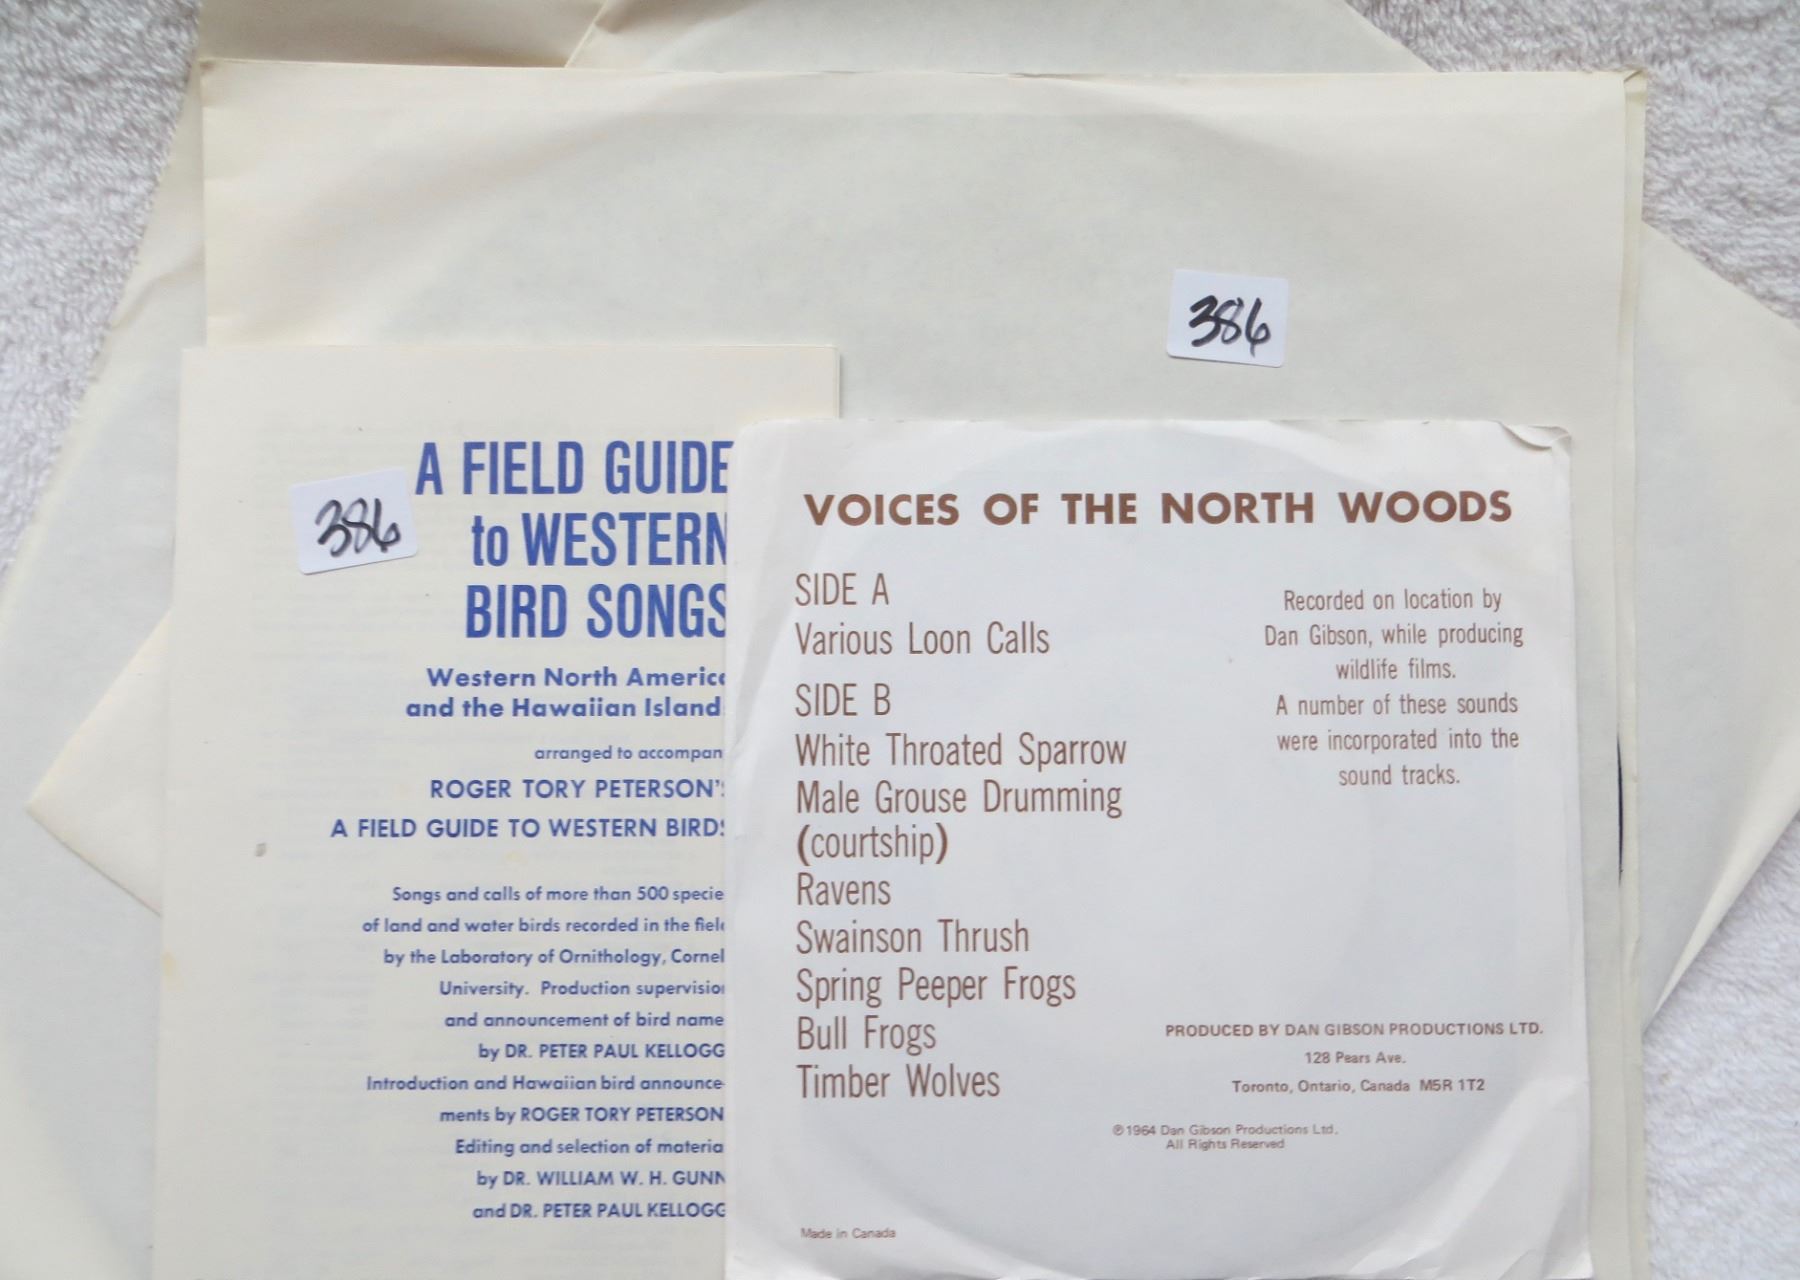 386
386
A FIELD GUIDE
to WESTERN
BIRD SONGS
Western North America
and the Hawaiian Island
arranged to accompan
ROGER TORY PETERSON'
A FIELD GUIDE TO WESTERN BIRDS
Songs and calls of more than 500 specie
of land and water birds recorded in the fiel
by the Laboratory of Ornithology, Cornel
University. Production supervisio
and announcement of bird name
by DR. PETER PAUL KELLOGG
Introduction and Hawaiian bird announce-
ments by ROGER TORY PETERSON
Editing and selection of materia
by DR. WILLIAM W. H. GUNN
and DR. PETER PAUL KELLOGG
VOICES OF THE NORTH WOODS
SIDE A
Various Loon Calls
SIDE B
White Throated Sparrow
Male Grouse Drumming
(courtship)
Ravens
Swainson Thrush
Spring Peeper Frogs
Bull Frogs
Timber Wolves
Recorded on location by
Dan Gibson, while producing
wildlife films.
A number of these sounds
were incorporated into the
sound tracks.
PRODUCED BY DAN GIBSON PRODUCTIONS LTD.
128 Pears Ave.
Toronto, Ontario, Canada M5R 1T2
℗1964 Dan Gibson Productions Ltd.
All Rights Reserved
Made in Canada